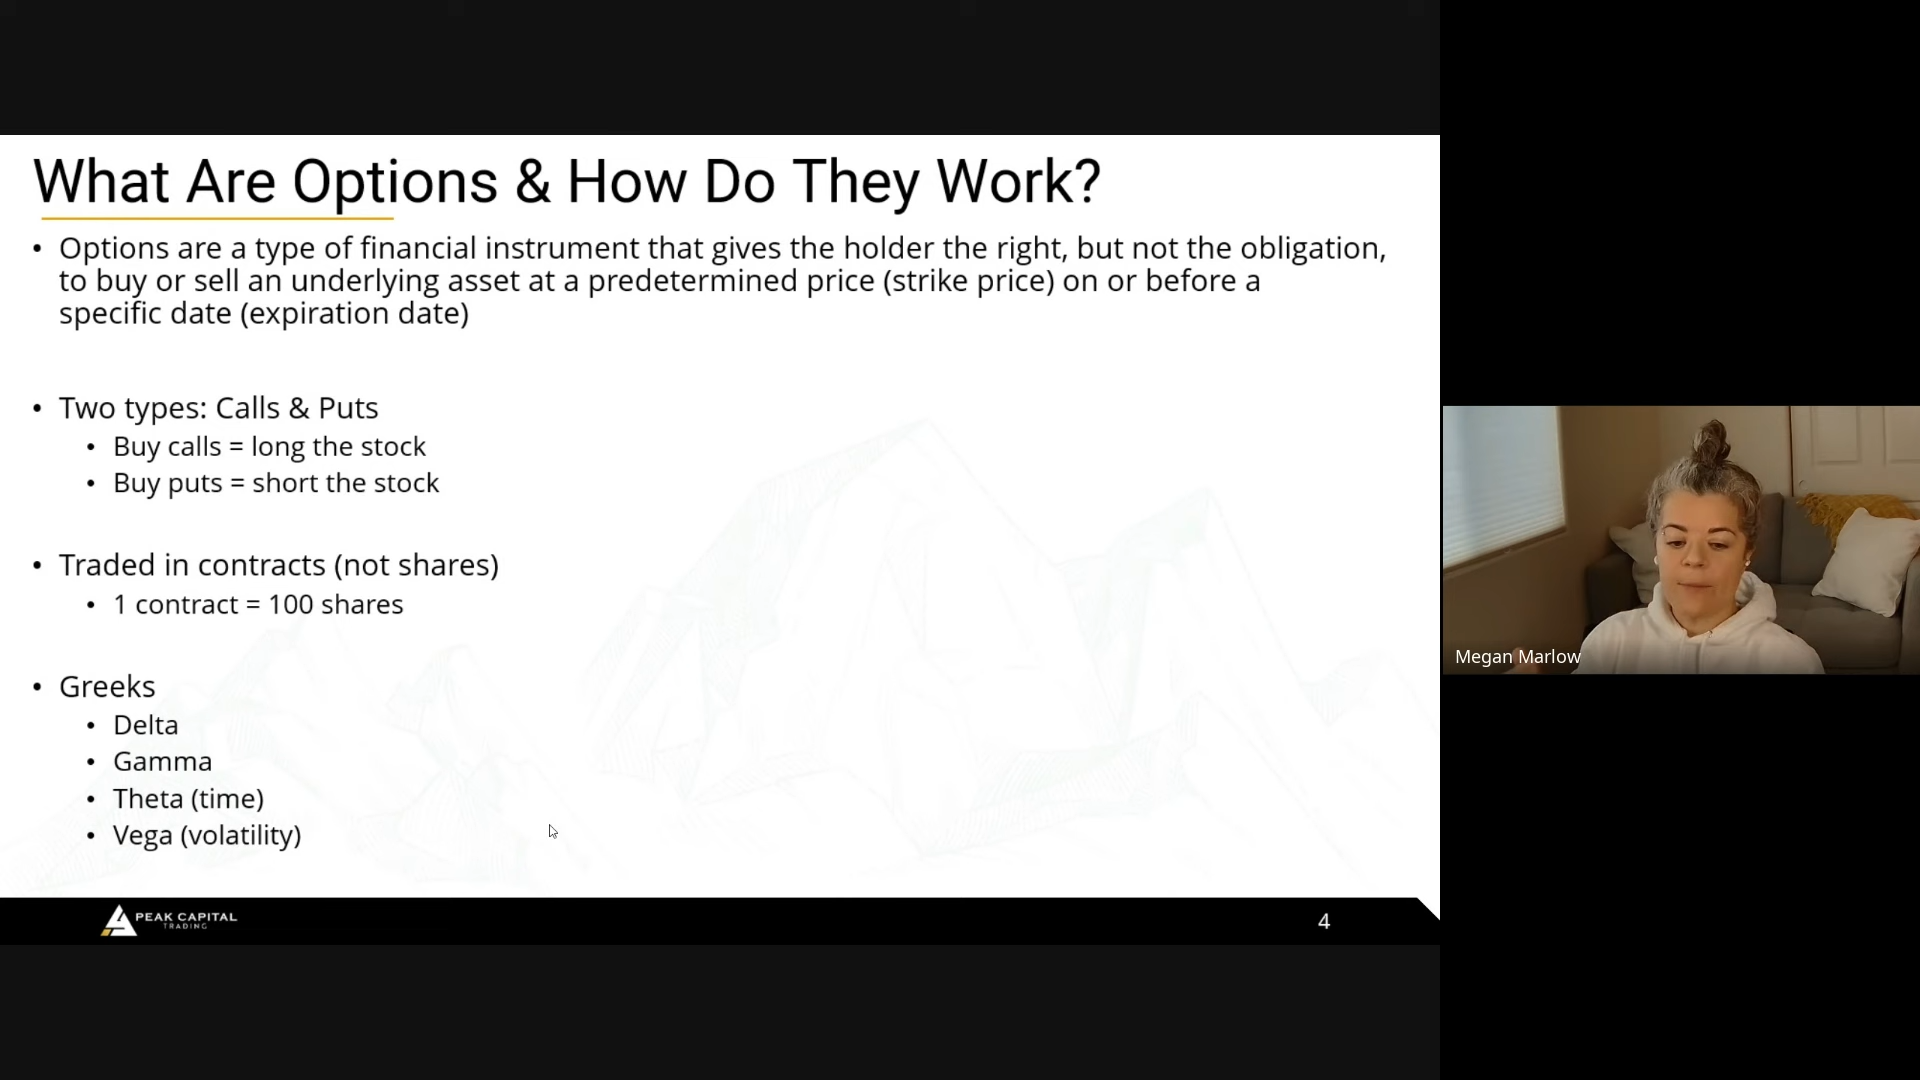 What Are Options & How Do They Work?
• Options are a type of financial instrument that gives the holder the right, but not the obligation,
to buy or sell an underlying asset at a predetermined price (strike price) on or before a
specific date (expiration date)
• Two types: Calls & Puts
• Buy calls = long the stock
• Buy puts = short the stock
• Traded in contracts (not shares)
• 1 contract = 100 shares
• Greeks
• Delta
• Gamma
• Theta (time)
• Vega (volatility)
PEAK CAPITAL
TRADING
4
Megan Marlow